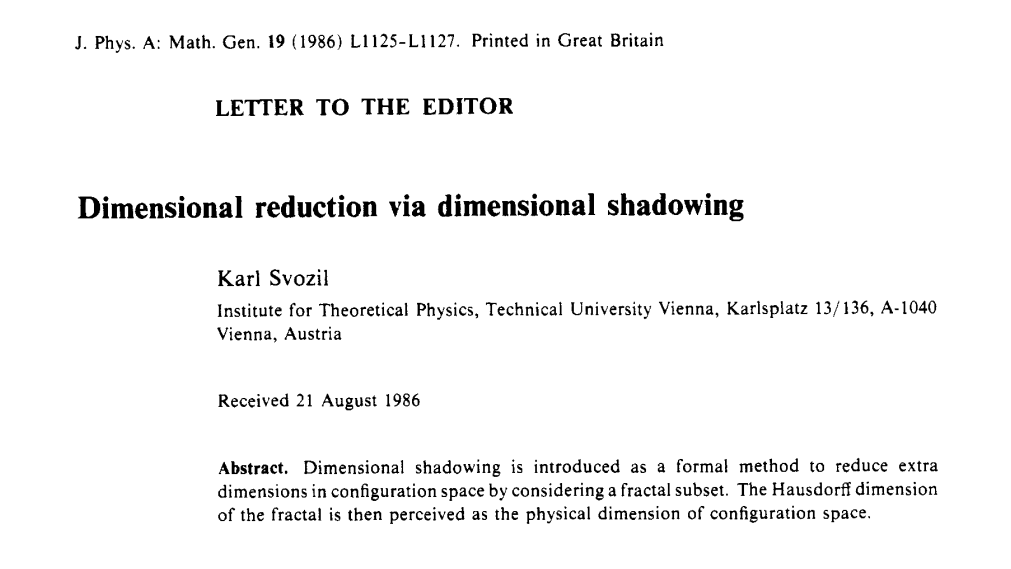 J. Phys. A: Math. Gen. 19 (1986) L1125-L1127. Printed in Great Britain
LETTER TO THE EDITOR
Dimensional reduction via dimensional shadowing
Karl Svozil
Institute for Theoretical Physics, Technical University Vienna, Karlsplatz 13/136, A-1040
Vienna, Austria
Received 21 August 1986
Abstract. Dimensional shadowing is introduced as a formal method to reduce extra
dimensions in configuration space by considering a fractal subset. The Hausdorff dimension
of the fractal is then perceived as the physical dimension of configuration space.